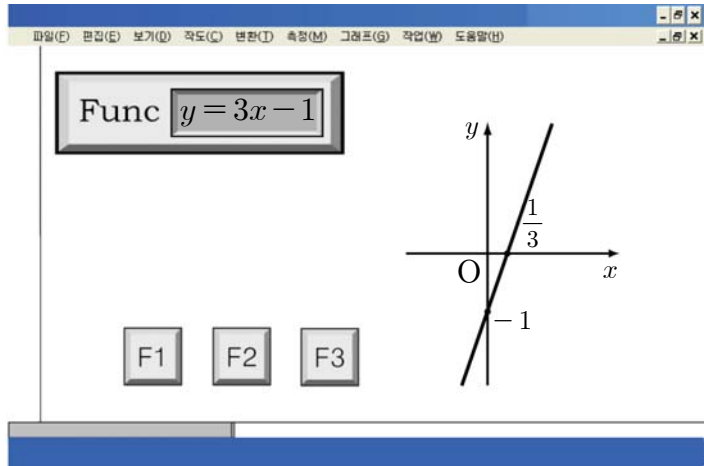 파일(F) 편집(E) 보기(D) 작도(C) 변환(T) 측정(M) 그래프(G) 작업(W) 도움말(H)
Func y = 3x − 1
y
1/3
O
x
− 1
F1 F2 F3